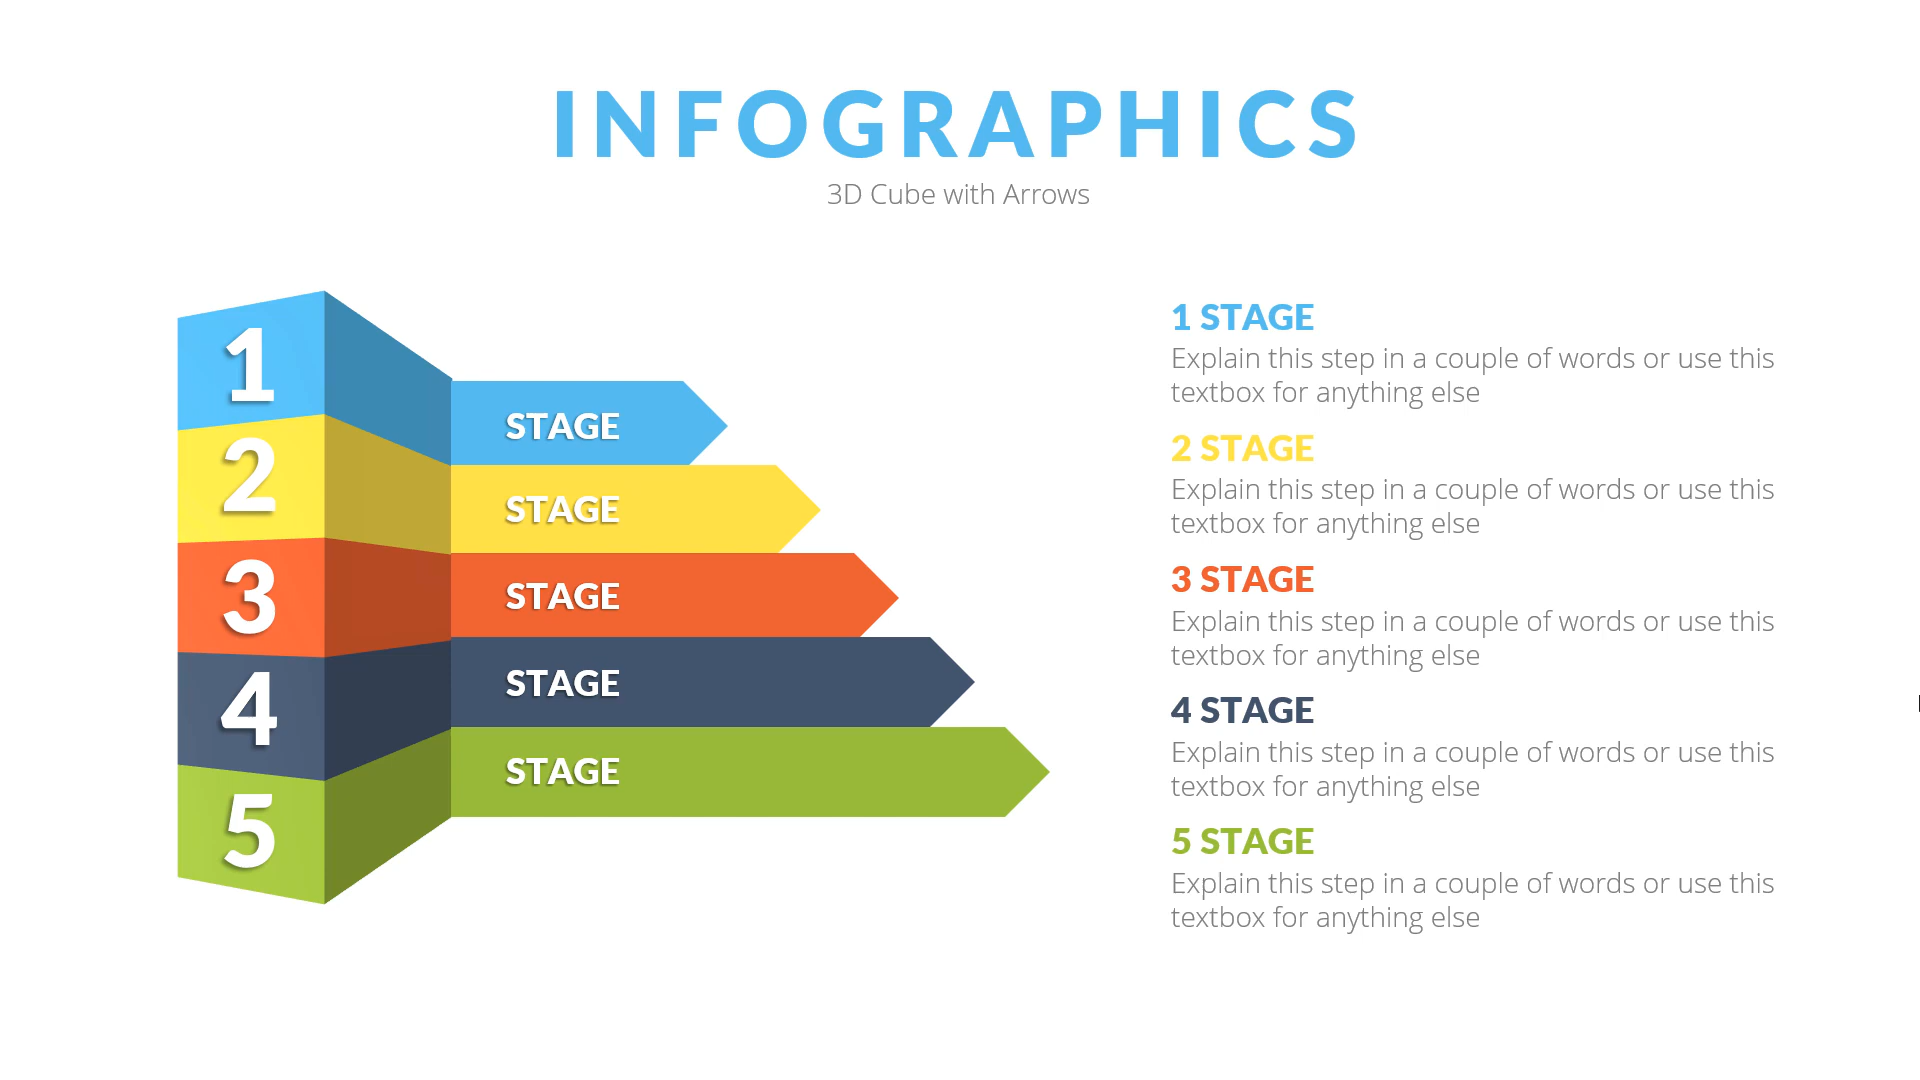 INFOGRAPHICS
3D Cube with Arrows
1
STAGE
2
STAGE
3
STAGE
4
STAGE
5
STAGE
1 STAGE
Explain this step in a couple of words or use this
textbox for anything else
2 STAGE
Explain this step in a couple of words or use this
textbox for anything else
3 STAGE
Explain this step in a couple of words or use this
textbox for anything else
4 STAGE
Explain this step in a couple of words or use this
textbox for anything else
5 STAGE
Explain this step in a couple of words or use this
textbox for anything else